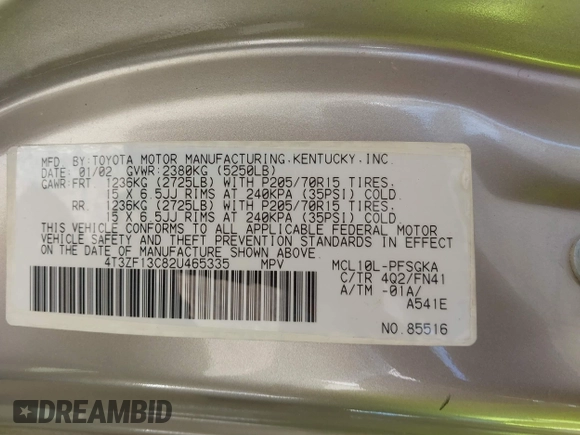 MFD. BY:TOYOTA MOTOR MANUFACTURING,KENTUCKY,INC.
DATE: 01/02 GVWR:2380KG (5250LB)
GAWR:FRT 1236KG (2725LB) WITH P205/70R15 TIRES.
15 X 6.5JJ RIMS AT 240KPA (35PSI) COLD.
RR 1236KG (2725LB) WITH P205/70R15 TIRES.
15 X 6.5JJ RIMS AT 240KPA (35PSI) COLD.
THIS VEHICLE CONFORMS TO ALL APPLICABLE FEDERAL MOTOR
VEHICLE SAFETY AND THEFT PREVENTION STANDARDS IN EFFECT
ON THE DATE OF MANUFACTURE SHOWN ABOVE.
4T3ZF13C82U465335 MPV MCL10L-PFSGKA
C/TR 4Q2/FN41
A/TM -01A/
A541E
NO.85516
DREAMBID